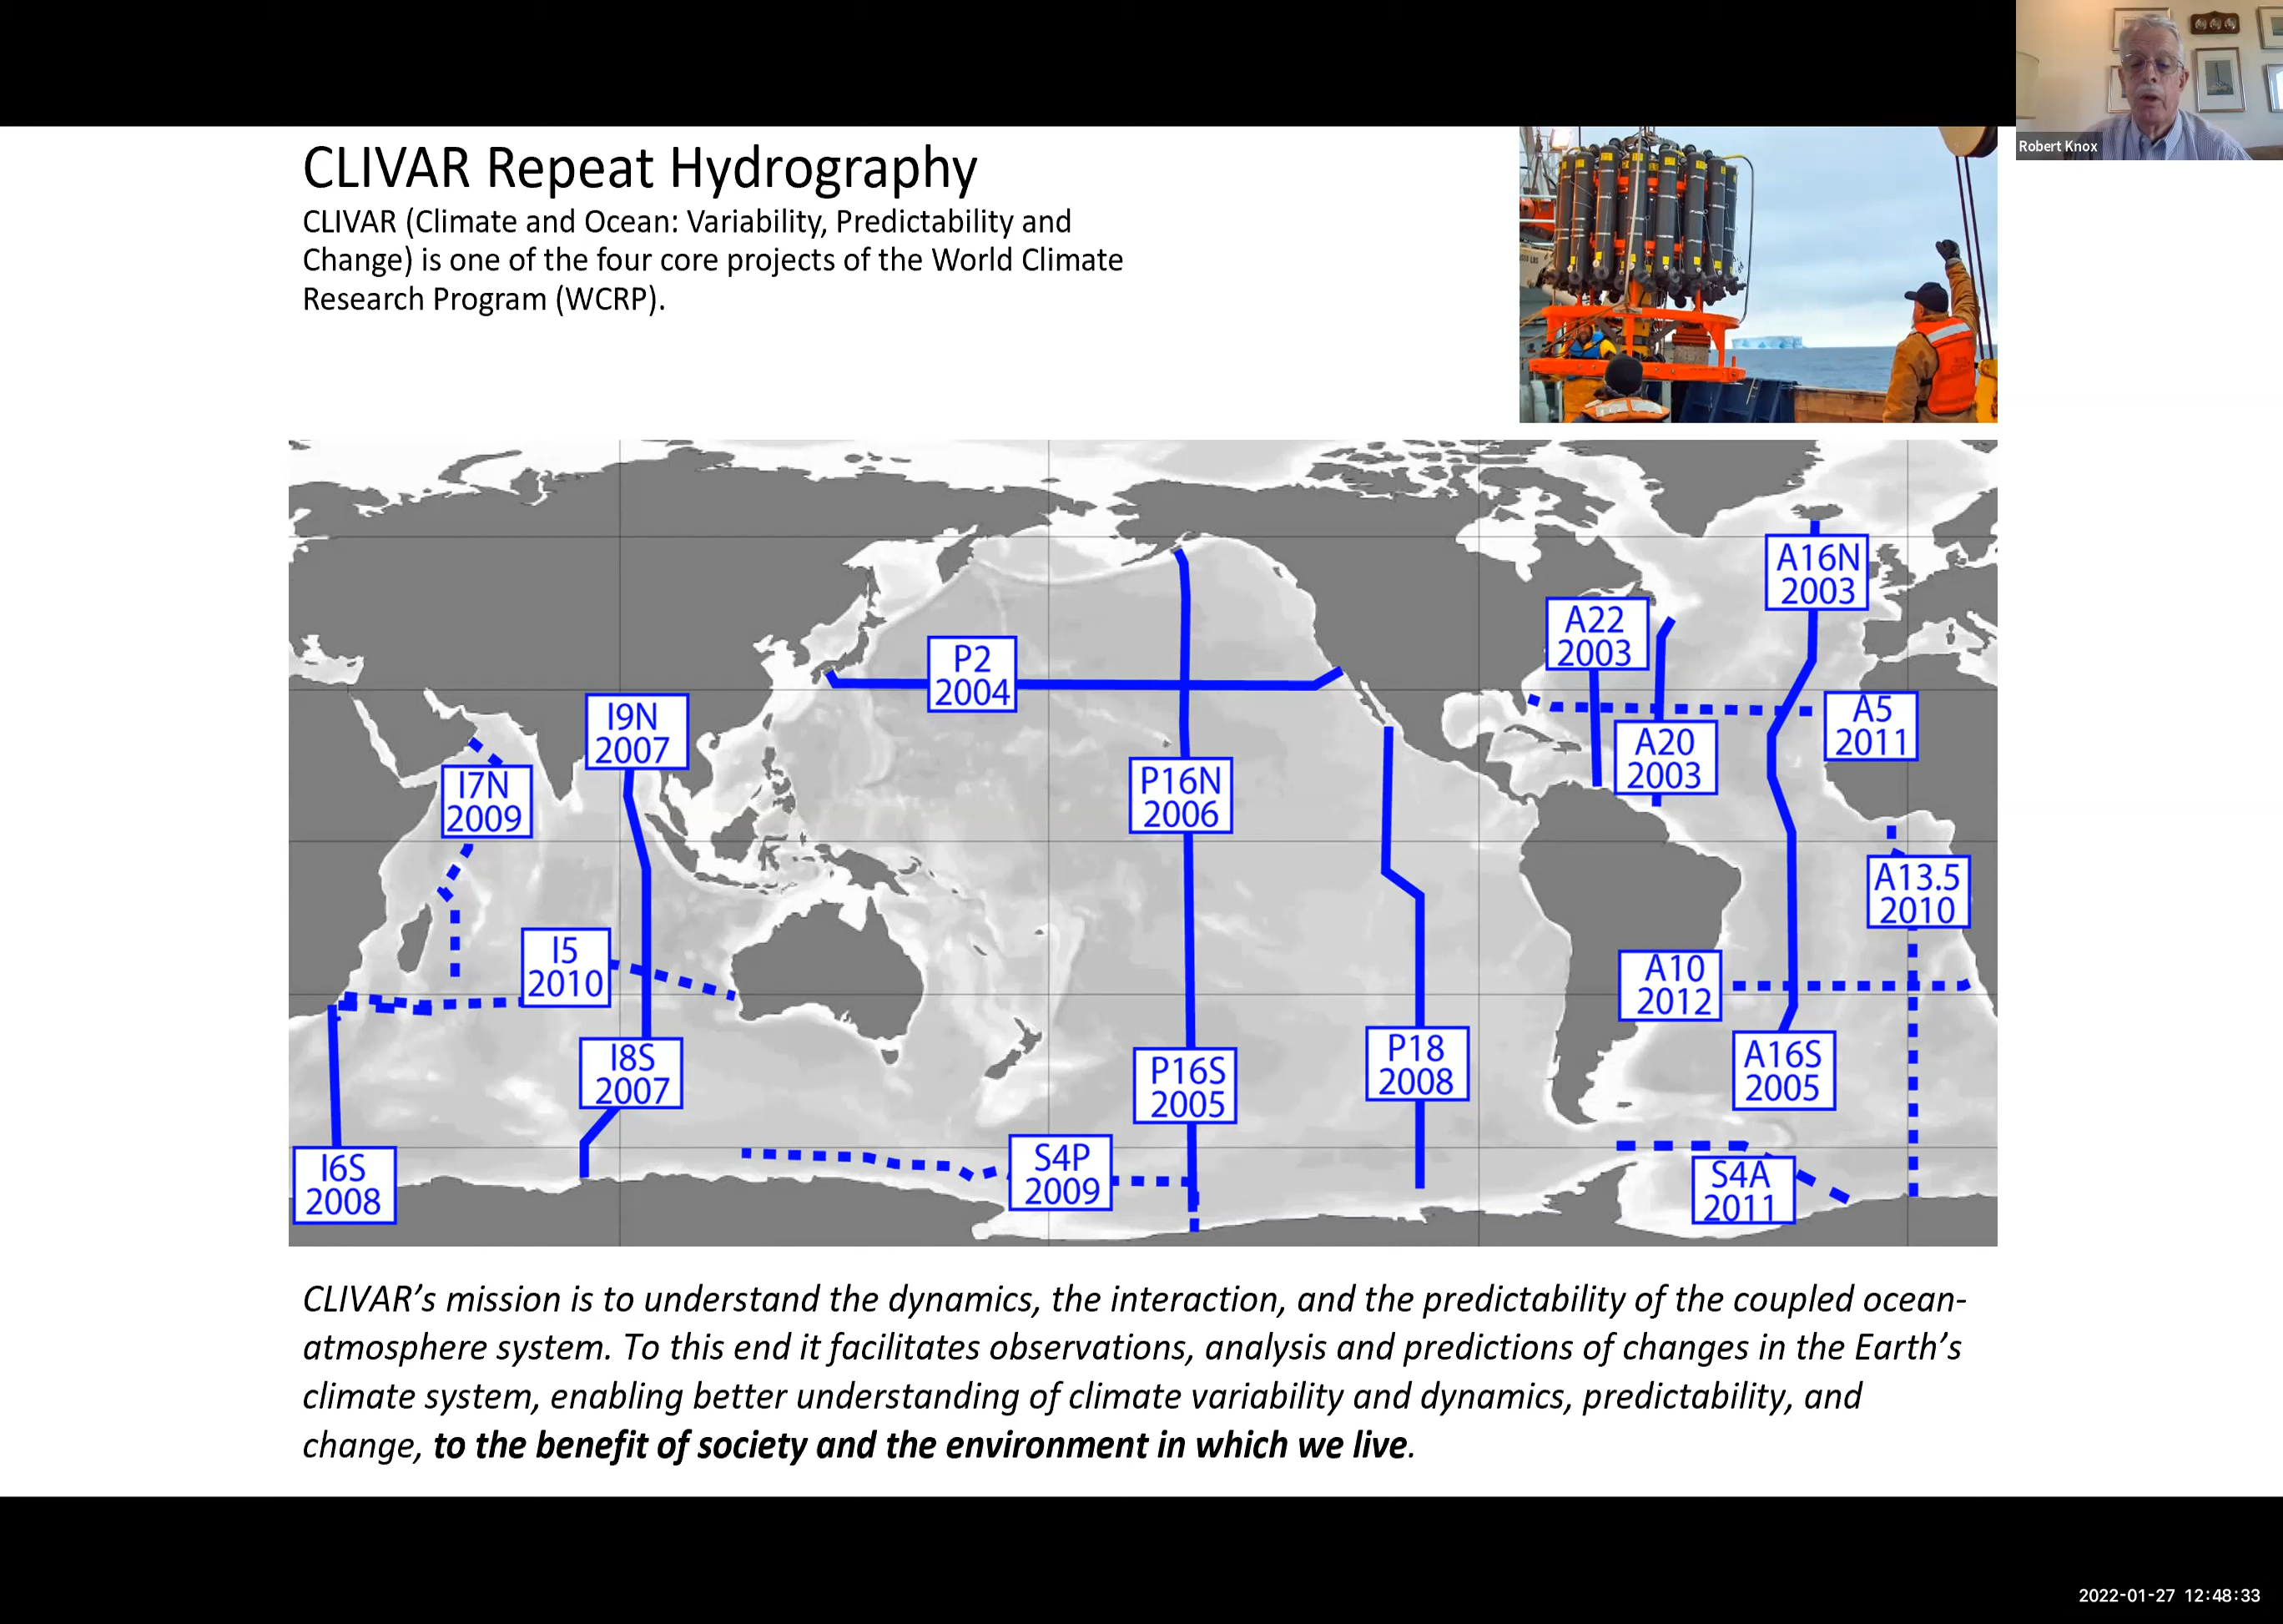 Robert Knox
CLIVAR Repeat Hydrography
CLIVAR (Climate and Ocean: Variability, Predictability and
Change) is one of the four core projects of the World Climate
Research Program (WCRP).
A16N
2003
A22
2003
P2
2004
I9N
2007
A5
2011
A20
2003
I7N
2009
P16N
2006
A13.5
2010
I5
2010
A10
2012
I8S
2007
P16S
2005
P18
2008
A16S
2005
I6S
2008
S4P
2009
S4A
2011
CLIVAR’s mission is to understand the dynamics, the interaction, and the predictability of the coupled ocean-
atmosphere system. To this end it facilitates observations, analysis and predictions of changes in the Earth’s
climate system, enabling better understanding of climate variability and dynamics, predictability, and
change, to the benefit of society and the environment in which we live.
2022-01-27 12:48:33